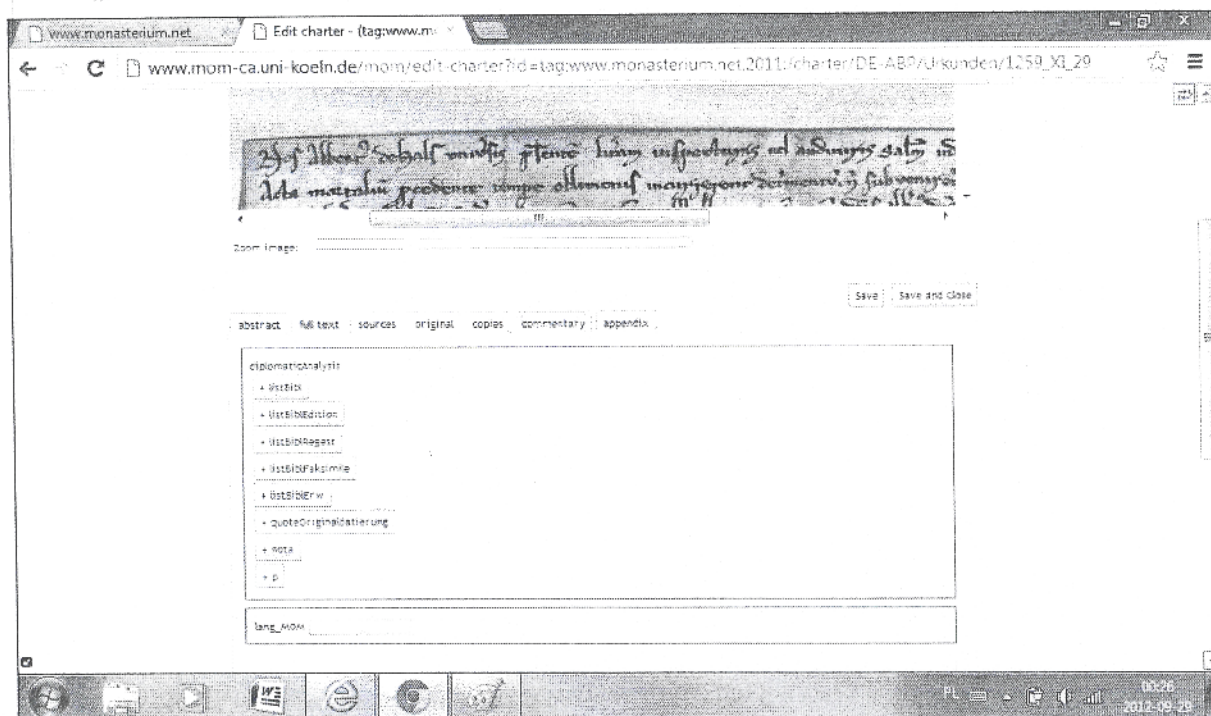 www.monasterium.net
Edit charter - (tag:www.m
www.mom-ca.uni-koeln.de/mom/edit-charter?id=tag:www.monasterium.net,2011:/charter/DE-ABP/Urkunden/1259_XI_29
Zoom image:
Save Save and Close
abstract full text sources original copies commentary appendix
diplomaticAnalysis
+ listBibl
+ listBiblEdition
+ listBiblRegest
+ listBiblFaksimile
+ listBiblErw
+ quoteOriginaldatierung
+ nota
+ p
lang_MOM
PL
00:26
2012-09-29